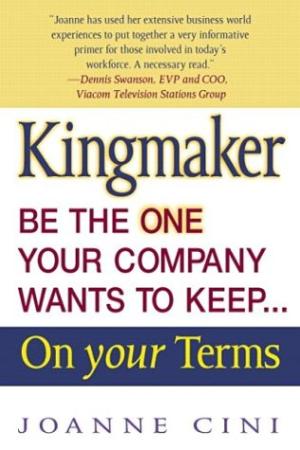 "Joanne has used her extensive business world
experiences to put together a very informative
primer for those involved in today's
workforce. A necessary read."
—Dennis Swanson, EVP and COO,
Viacom Television Stations Group
Kingmaker
BE THE ONE
YOUR COMPANY
WANTS TO KEEP...
On your Terms
JOANNE CINI